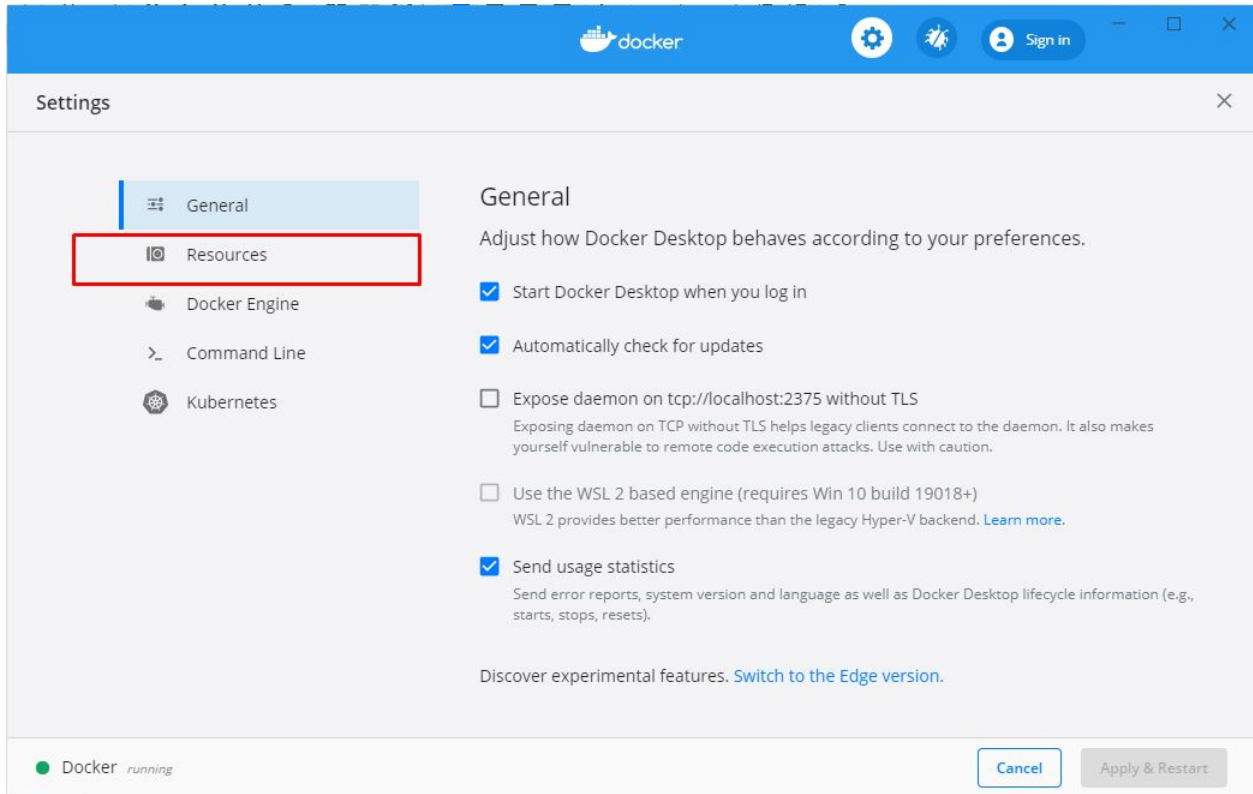 docker
Sign in
Settings
General
Resources
Docker Engine
Command Line
Kubernetes
General
Adjust how Docker Desktop behaves according to your preferences.
Start Docker Desktop when you log in
Automatically check for updates
Expose daemon on tcp://localhost:2375 without TLS
Exposing daemon on TCP without TLS helps legacy clients connect to the daemon. It also makes
yourself vulnerable to remote code execution attacks. Use with caution.
Use the WSL 2 based engine (requires Win 10 build 19018+)
WSL 2 provides better performance than the legacy Hyper-V backend. Learn more.
Send usage statistics
Send error reports, system version and language as well as Docker Desktop lifecycle information (e.g.,
starts, stops, resets).
Discover experimental features. Switch to the Edge version.
Docker running
Cancel
Apply & Restart